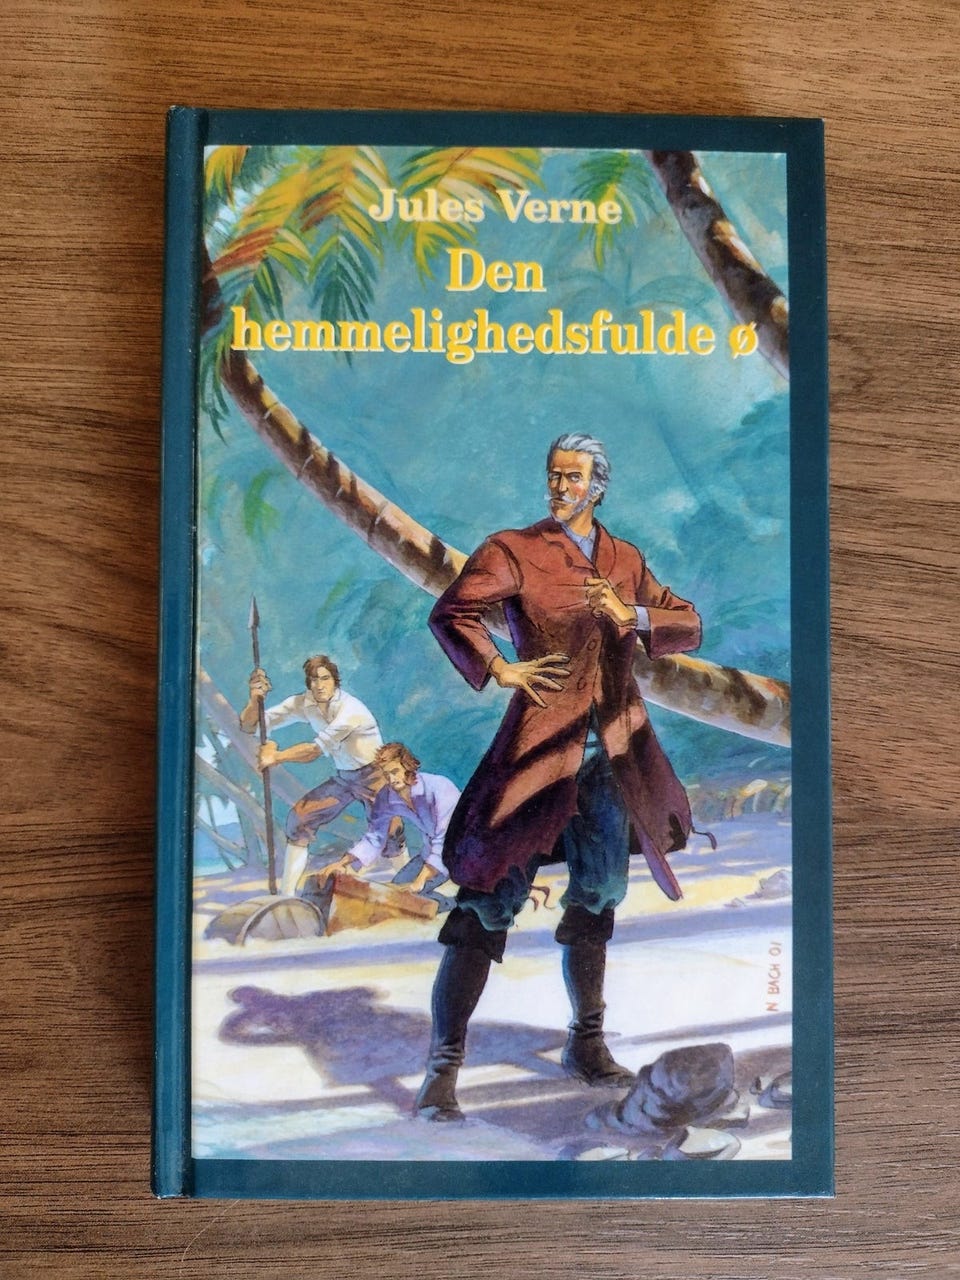 Jules Verne
Den
hemmelighedsfulde ø
N BACH 01